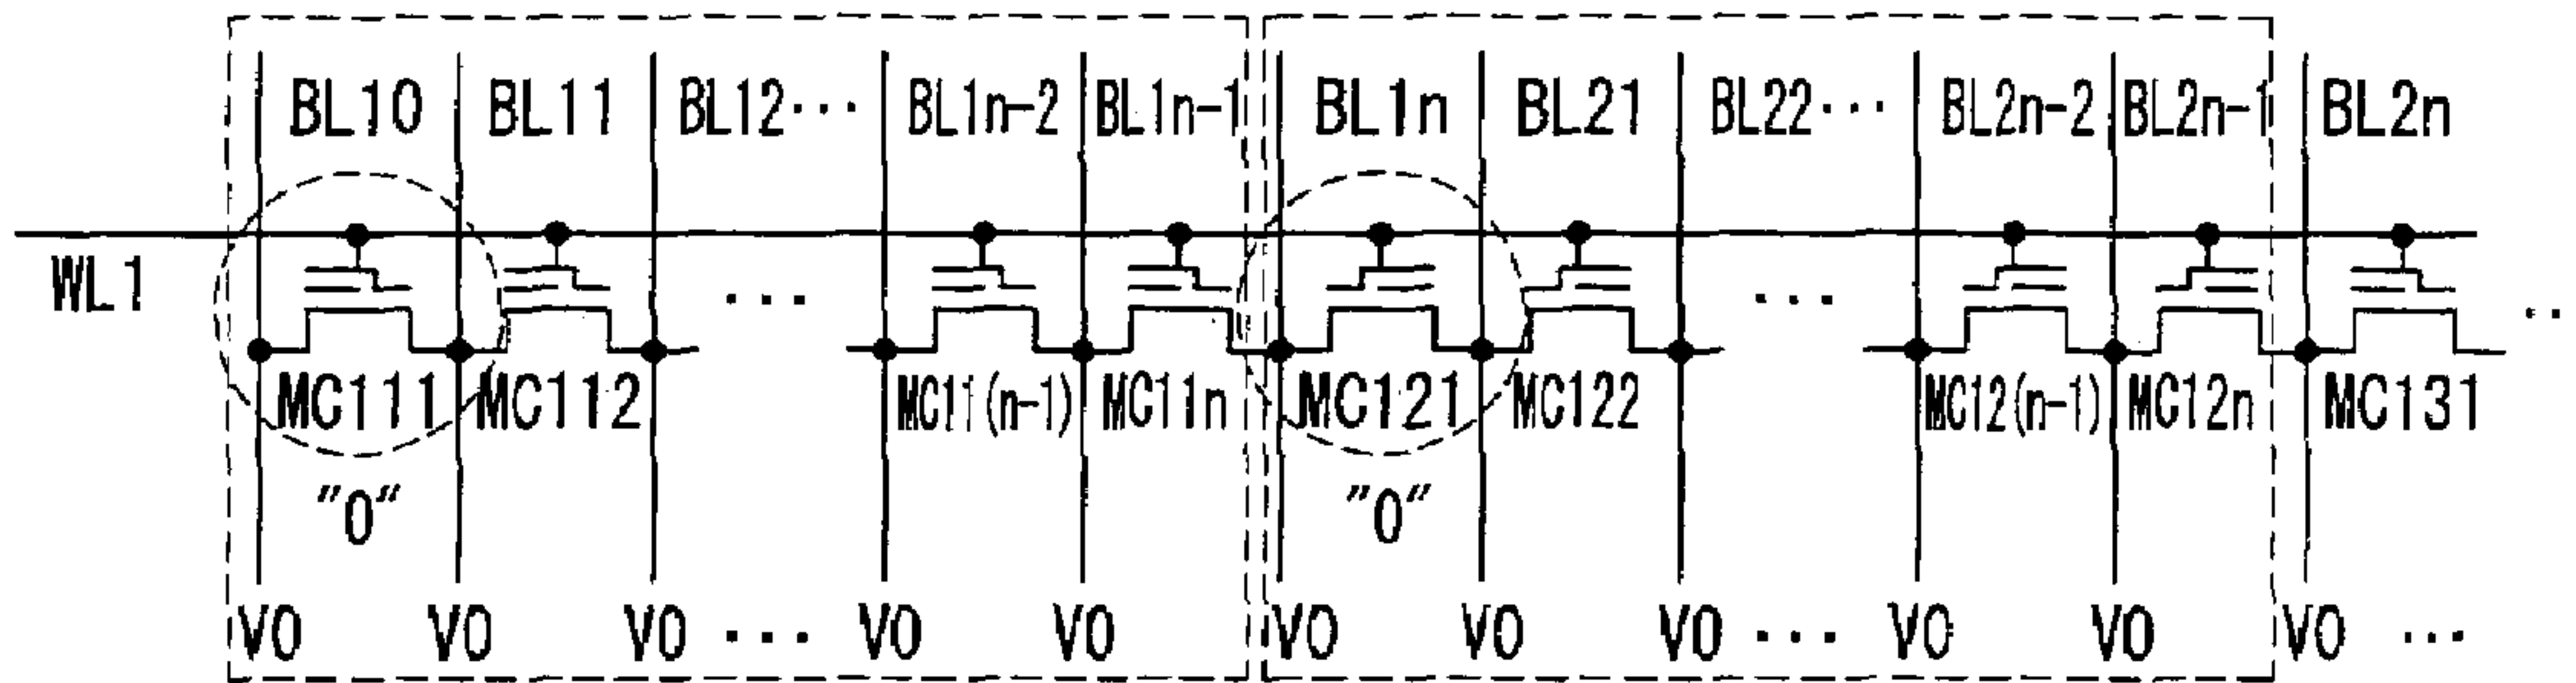 BL10 BL11 BL12··· BL1n-2 BL1n-1 BL1n BL21 BL22··· BL2n-2 BL2n-1 BL2n
WL1 ··· ··· ··
MC111 MC112 MC11(n-1) MC11n MC121 MC122 MC12(n-1) MC12n MC131
"0" "0"
V0 V0 V0 ··· V0 V0 V0 V0 V0 ··· V0 V0 V0 ···